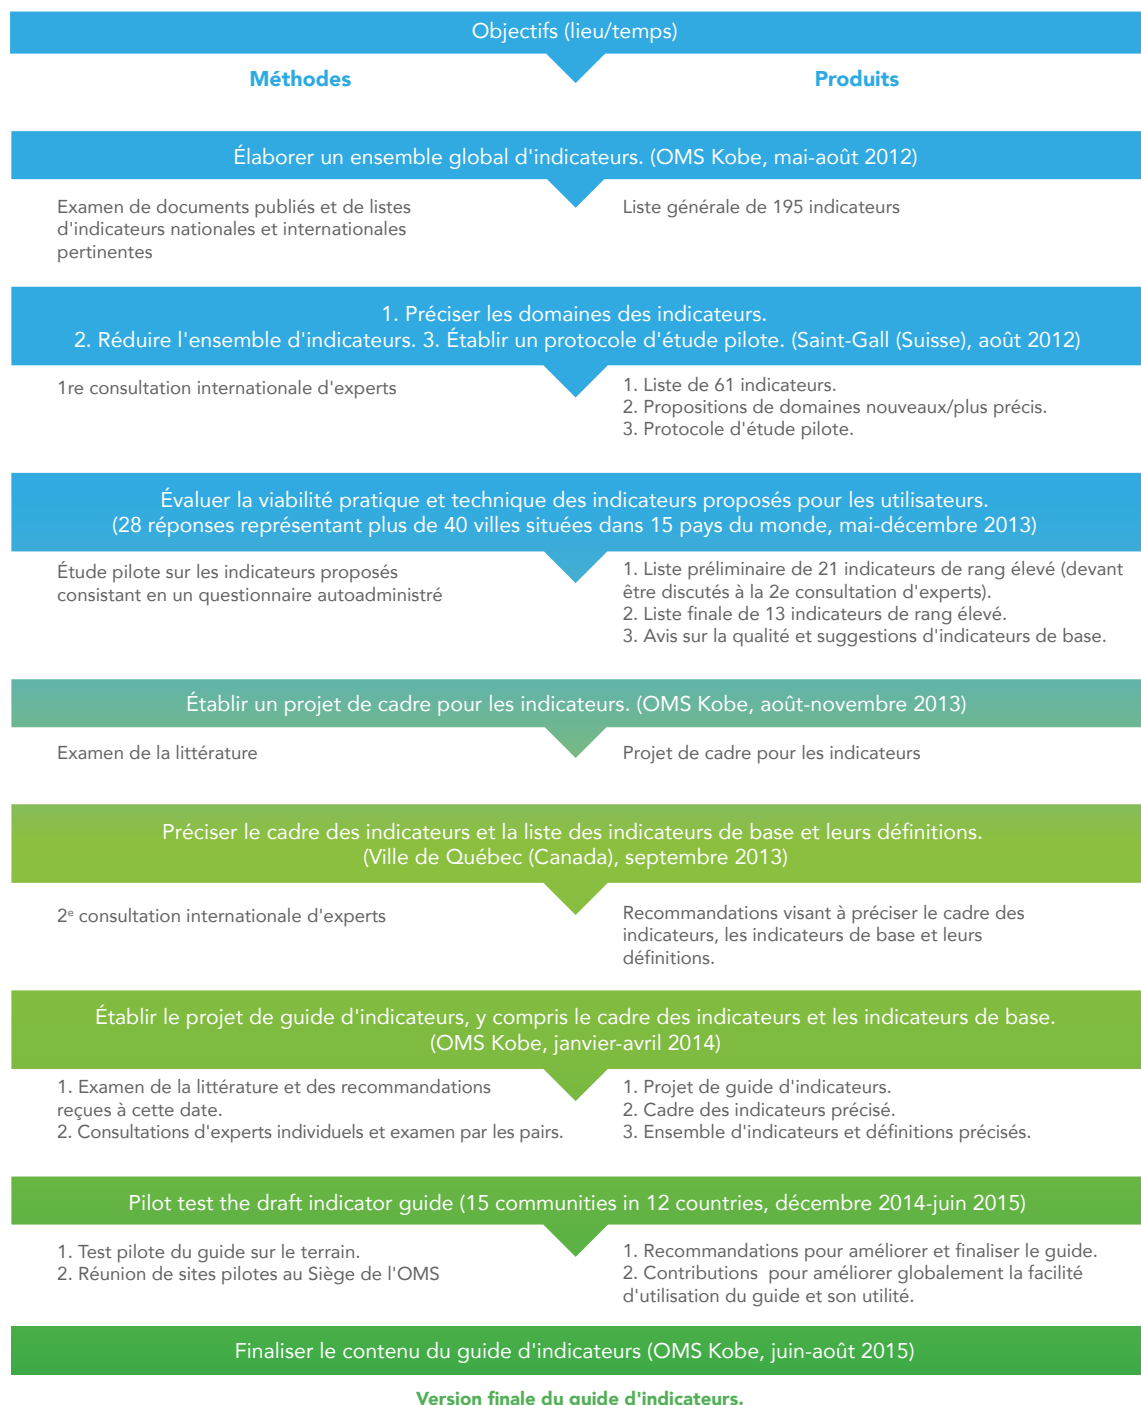 Objectifs (lieu/temps)
Méthodes
Produits
Élaborer un ensemble global d'indicateurs. (OMS Kobe, mai-août 2012)
Examen de documents publiés et de listes
d'indicateurs nationales et internationales
pertinentes
Liste générale de 195 indicateurs
1. Préciser les domaines des indicateurs.
2. Réduire l'ensemble d'indicateurs. 3. Établir un protocole d'étude pilote. (Saint-Gall (Suisse), août 2012)
1re consultation internationale d'experts
1. Liste de 61 indicateurs.
2. Propositions de domaines nouveaux/plus précis.
3. Protocole d'étude pilote.
Évaluer la viabilité pratique et technique des indicateurs proposés pour les utilisateurs.
(28 réponses représentant plus de 40 villes situées dans 15 pays du monde, mai-décembre 2013)
Étude pilote sur les indicateurs proposés
consistant en un questionnaire autoadministré
1. Liste préliminaire de 21 indicateurs de rang élevé (devant
être discutés à la 2e consultation d'experts).
2. Liste finale de 13 indicateurs de rang élevé.
3. Avis sur la qualité et suggestions d'indicateurs de base.
Établir un projet de cadre pour les indicateurs. (OMS Kobe, août-novembre 2013)
Examen de la littérature
Projet de cadre pour les indicateurs
Préciser le cadre des indicateurs et la liste des indicateurs de base et leurs définitions.
(Ville de Québec (Canada), septembre 2013)
2e consultation internationale d'experts
Recommandations visant à préciser le cadre des
indicateurs, les indicateurs de base et leurs
définitions.
Établir le projet de guide d'indicateurs, y compris le cadre des indicateurs et les indicateurs de base.
(OMS Kobe, janvier-avril 2014)
1. Examen de la littérature et des recommandations
reçues à cette date.
2. Consultations d'experts individuels et examen par les pairs.
1. Projet de guide d'indicateurs.
2. Cadre des indicateurs précisé.
3. Ensemble d'indicateurs et définitions précisés.
Pilot test the draft indicator guide (15 communities in 12 countries, décembre 2014-juin 2015)
1. Test pilote du guide sur le terrain.
2. Réunion de sites pilotes au Siège de l'OMS
1. Recommandations pour améliorer et finaliser le guide.
2. Contributions pour améliorer globalement la facilité
d'utilisation du guide et son utilité.
Finaliser le contenu du guide d'indicateurs (OMS Kobe, juin-août 2015)
Version finale du guide d'indicateurs.